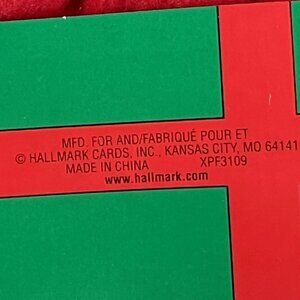 MFD. FOR AND/FABRIQUÉ POUR ET
© HALLMARK CARDS, INC., KANSAS CITY, MO 64141
MADE IN CHINA XPF3109
www.hallmark.com